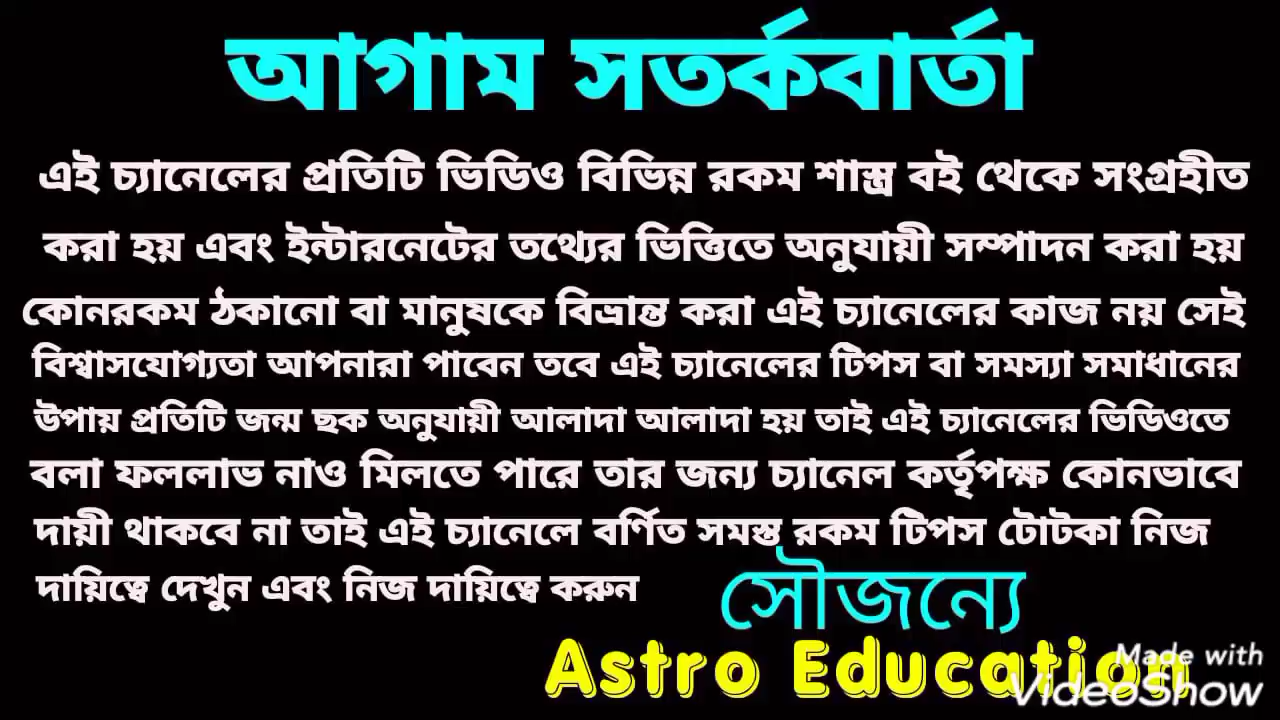 আগাম সতর্কবার্তা
এই চ্যানেলের প্রতিটি ভিডিও বিভিন্ন রকম শাস্ত্র বই থেকে সংগ্রহীত
করা হয় এবং ইন্টারনেটের তথ্যের ভিত্তিতে অনুযায়ী সম্পাদন করা হয়
কোনরকম ঠকানো বা মানুষকে বিভ্রান্ত করা এই চ্যানেলের কাজ নয় সেই
বিশ্বাসযোগ্যতা আপনারা পাবেন তবে এই চ্যানেলের টিপস বা সমস্যা সমাধানের
উপায় প্রতিটি জন্ম ছক অনুযায়ী আলাদা আলাদা হয় তাই এই চ্যানেলের ভিডিওতে
বলা ফললাভ নাও মিলতে পারে তার জন্য চ্যানেল কর্তৃপক্ষ কোনভাবে
দায়ী থাকবে না তাই এই চ্যানেলে বর্ণিত সমস্ত রকম টিপস টোটকা নিজ
দায়িত্বে দেখুন এবং নিজ দায়িত্বে করুন
সৌজন্যে
Astro Education
Made with
VideoShow